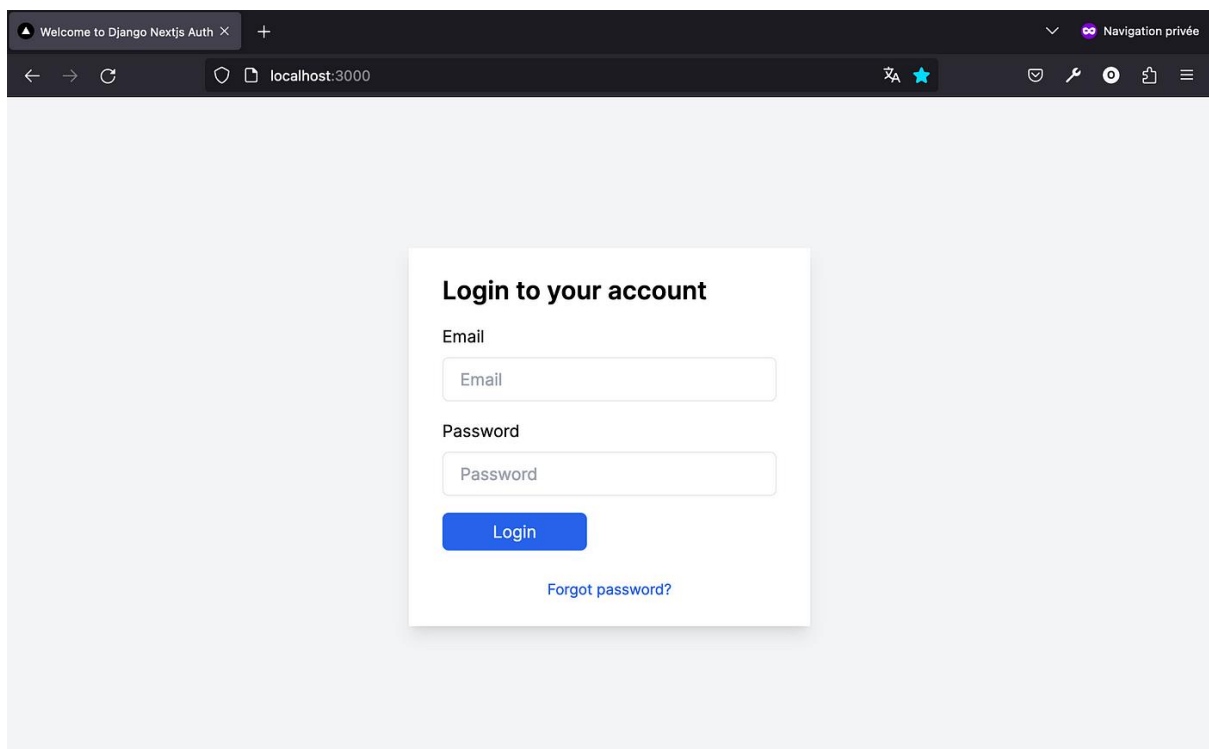 Welcome to Django Nextjs Auth
Navigation privée
localhost:3000
Login to your account
Email
Email
Password
Password
Login
Forgot password?